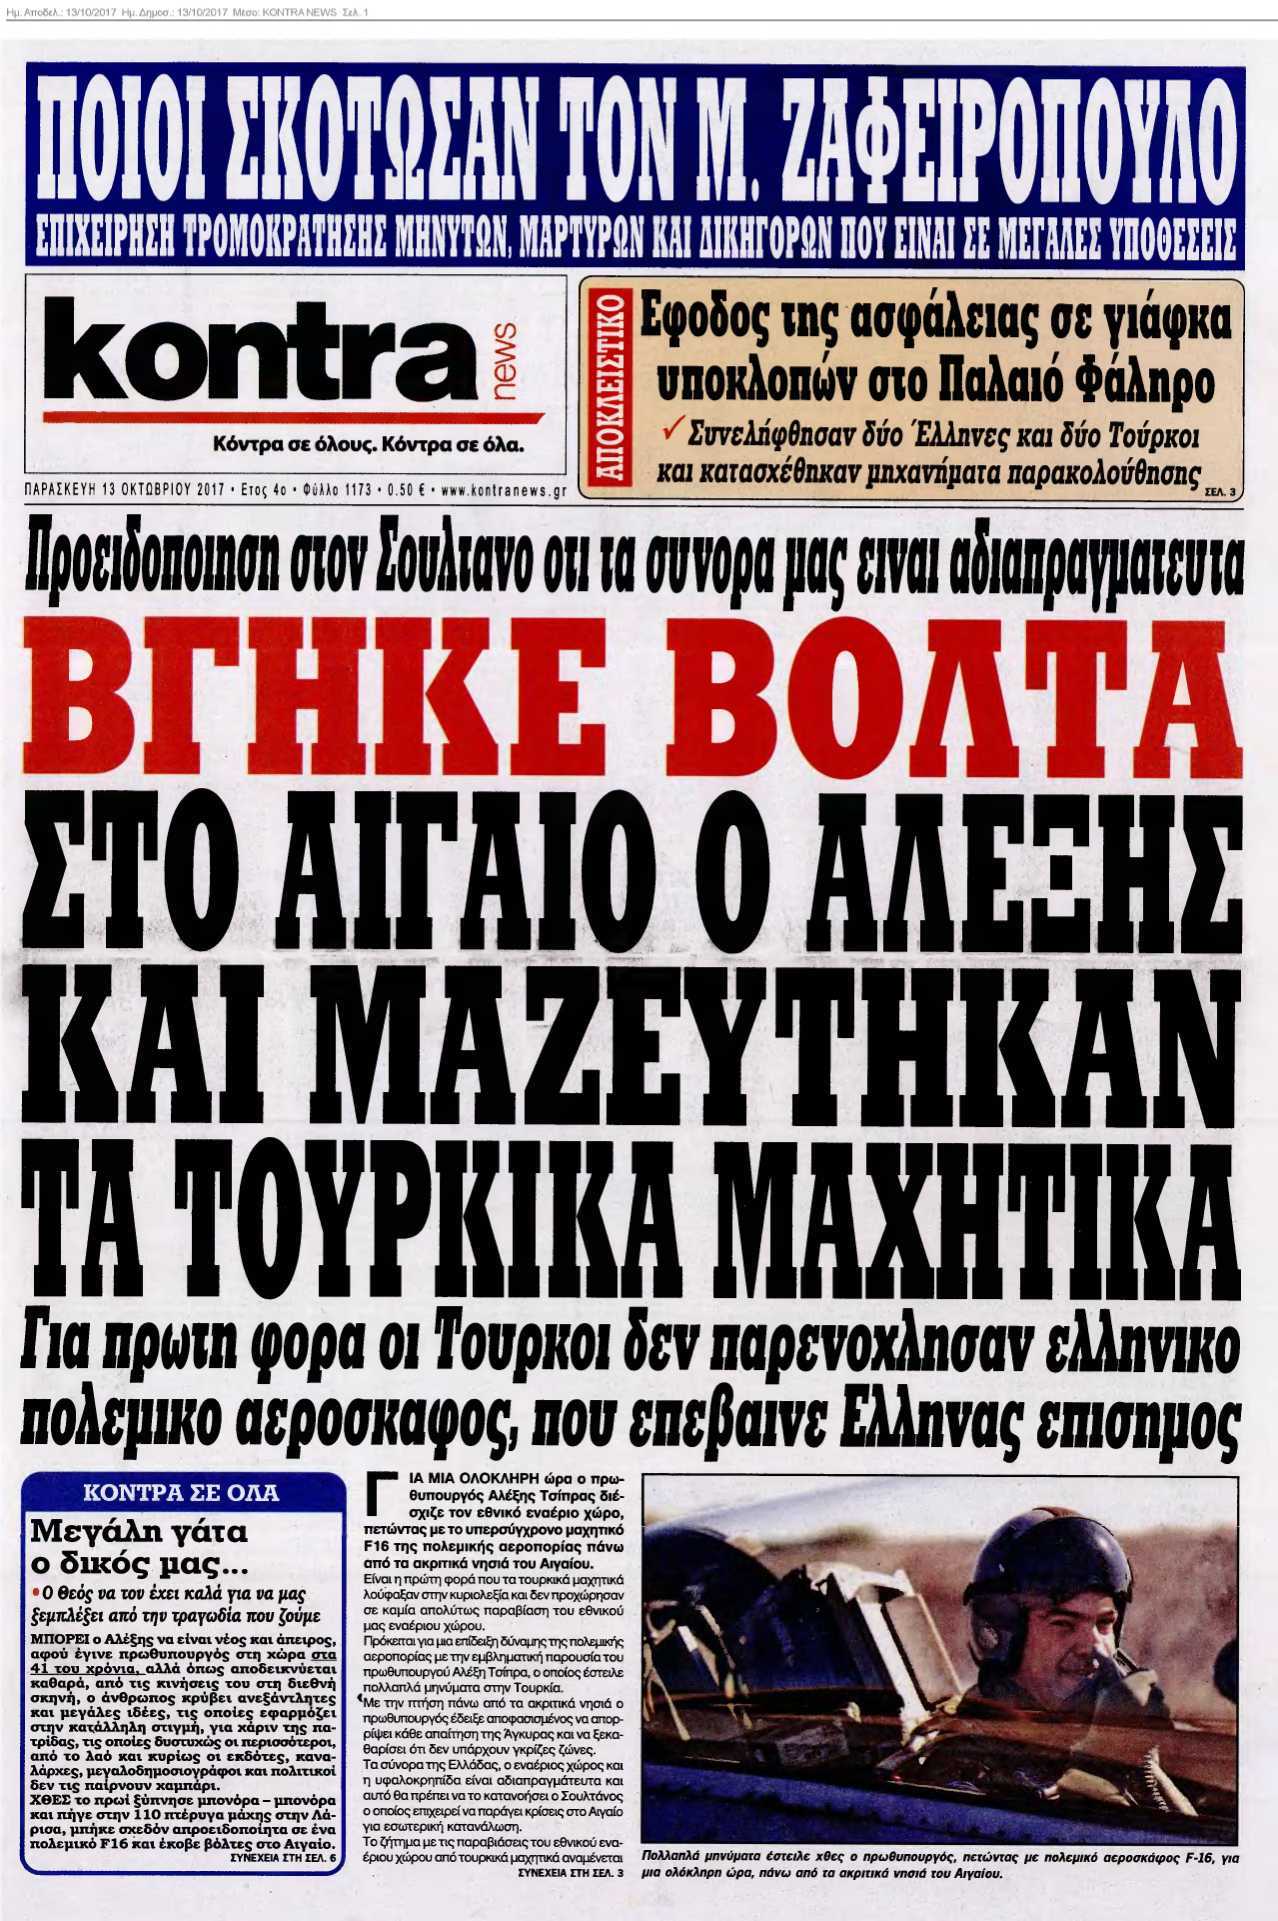 Ημ. Αποδελ.: 13/10/2017 Ημ. Δημοσ.: 13/10/2017 Μέσο: KONTRA NEWS Σελ. 1
ΠΟΙΟΙ ΣΚΟΤΩΣΑΝ ΤΟΝ Μ. ΖΑΦΕΙΡΟΠΟΥΛΟ
ΕΠΙΧΕΙΡΗΣΗ ΤΡΟΜΟΚΡΑΤΗΣΗΣ ΜΗΝΥΤΩΝ, ΜΑΡΤΥΡΩΝ ΚΑΙ ΔΙΚΗΓΟΡΩΝ ΠΟΥ ΕΙΝΑΙ ΣΕ ΜΕΓΑΛΕΣ ΥΠΟΘΕΣΕΙΣ
kontra news
Κόντρα σε όλους. Κόντρα σε όλα.
ΠΑΡΑΣΚΕΥΗ 13 ΟΚΤΩΒΡΙΟΥ 2017 • Ετος 4ο • Φύλλο 1173 • 0.50 € • www.kontranews.gr
ΑΠΟΚΛΕΙΣΤΙΚΟ
Εφοδος της ασφάλειας σε γιάφκα
υποκλοπών στο Παλαιό Φάληρο
✓ Συνελήφθησαν δύο Έλληνες και δύο Τούρκοι
και κατασχέθηκαν μηχανήματα παρακολούθησης
ΣΕΛ. 3
Προειδοποιηση στον Σουλτανο οτι τα συνορα μας ειναι αδιαπραγματευτα
ΒΓΗΚΕ ΒΟΛΤΑ
ΣΤΟ ΑΙΓΑΙΟ Ο ΑΛΕΞΗΣ
ΚΑΙ ΜΑΖΕΥΤΗΚΑΝ
ΤΑ ΤΟΥΡΚΙΚΑ ΜΑΧΗΤΙΚΑ
Για πρωτη φορα οι Τουρκοι δεν παρενοχλησαν ελληνικο
πολεμικο αεροσκαφος, που επεβαινε Ελληνας επισημος
ΚΟΝΤΡΑ ΣΕ ΟΛΑ
Μεγάλη γάτα
ο δικός μας...
• Ο Θεός να τον έχει καλά για να μας
ξεμπλέξει από την τραγωδία που ζούμε
ΜΠΟΡΕΙ ο Αλέξης να είναι νέος και άπειρος,
αφού έγινε πρωθυπουργός στη χώρα στα
41 του χρόνια, αλλά όπως αποδεικνύεται
καθαρά, από τις κινήσεις του στη διεθνή
σκηνή, ο άνθρωπος κρύβει ανεξάντλητες
και μεγάλες ιδέες, τις οποίες εφαρμόζει
στην κατάλληλη στιγμή, για χάριν της πα-
τρίδας, τις οποίες δυστυχώς οι περισσότεροι,
από το λαό και κυρίως οι εκδότες, κανα-
λάρχες, μεγαλοδημοσιογράφοι και πολιτικοί
δεν τις παίρνουν χαμπάρι.
ΧΘΕΣ το πρωί ξύπνησε μπονόρα – μπονόρα
και πήγε στην 110 πτέρυγα μάχης στην Λά-
ρισα, μπήκε σχεδόν απροειδοποίητα σε ένα
πολεμικό F16 και έκοβε βόλτες στο Αιγαίο.
ΣΥΝΕΧΕΙΑ ΣΤΗ ΣΕΛ. 6
ΓΙΑ ΜΙΑ ΟΛΟΚΛΗΡΗ ώρα ο πρω-
θυπουργός Αλέξης Τσίπρας διέ-
σχιζε τον εθνικό εναέριο χώρο,
πετώντας με το υπερσύγχρονο μαχητικό
F16 της πολεμικής αεροπορίας πάνω
από τα ακριτικά νησιά του Αιγαίου.
Είναι η πρώτη φορά που τα τουρκικά μαχητικά
λούφαξαν στην κυριολεξία και δεν προχώρησαν
σε καμία απολύτως παραβίαση του εθνικού
μας εναέριου χώρου.
Πρόκειται για μια επίδειξη δύναμης της πολεμικής
αεροπορίας με την εμβληματική παρουσία του
πρωθυπουργού Αλέξη Τσίπρα, ο οποίος έστειλε
πολλαπλά μηνύματα στην Τουρκία.
Με την πτήση πάνω από τα ακριτικά νησιά ο
πρωθυπουργός έδειξε αποφασισμένος να απορ-
ρίψει κάθε απαίτηση της Άγκυρας και να ξεκα-
θαρίσει ότι δεν υπάρχουν γκρίζες ζώνες.
Τα σύνορα της Ελλάδας, ο εναέριος χώρος και
η υφαλοκρηπίδα είναι αδιαπραγμάτευτα και
αυτό θα πρέπει να το κατανοήσει ο Σουλτάνος
ο οποίος επιχειρεί να παράγει κρίσεις στο Αιγαίο
για εσωτερική κατανάλωση.
Το ζήτημα με τις παραβιάσεις του εθνικού ενα-
έριου χώρου από τουρκικά μαχητικά αναμένεται
ΣΥΝΕΧΕΙΑ ΣΤΗ ΣΕΛ. 3
Πολλαπλά μηνύματα έστειλε χθες ο πρωθυπουργός, πετώντας με πολεμικό αεροσκάφος F-16, για
μια ολόκληρη ώρα, πάνω από τα ακριτικά νησιά του Αιγαίου.